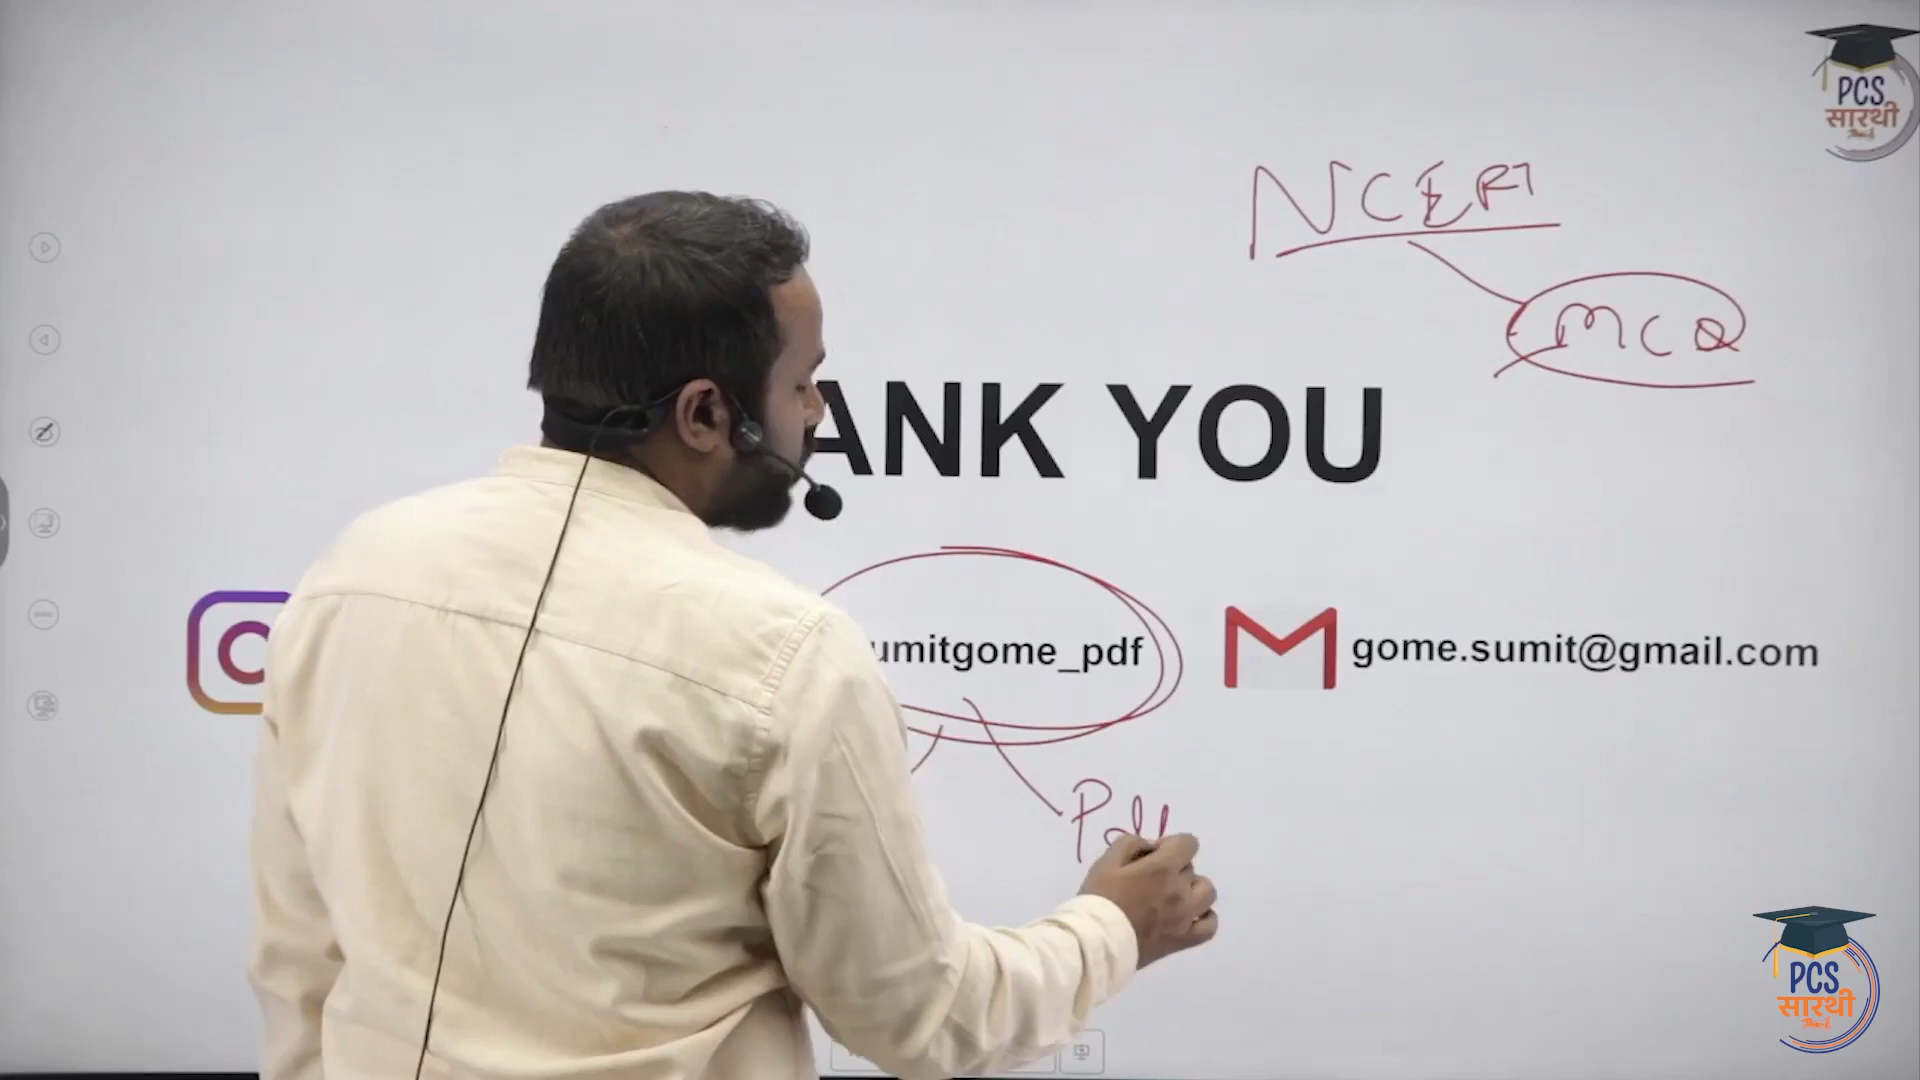 PCS
सारथी
NCERT
MCQ
ANK YOU
umitgome_pdf
gome.sumit@gmail.com
Pdf
PCS
सारथी